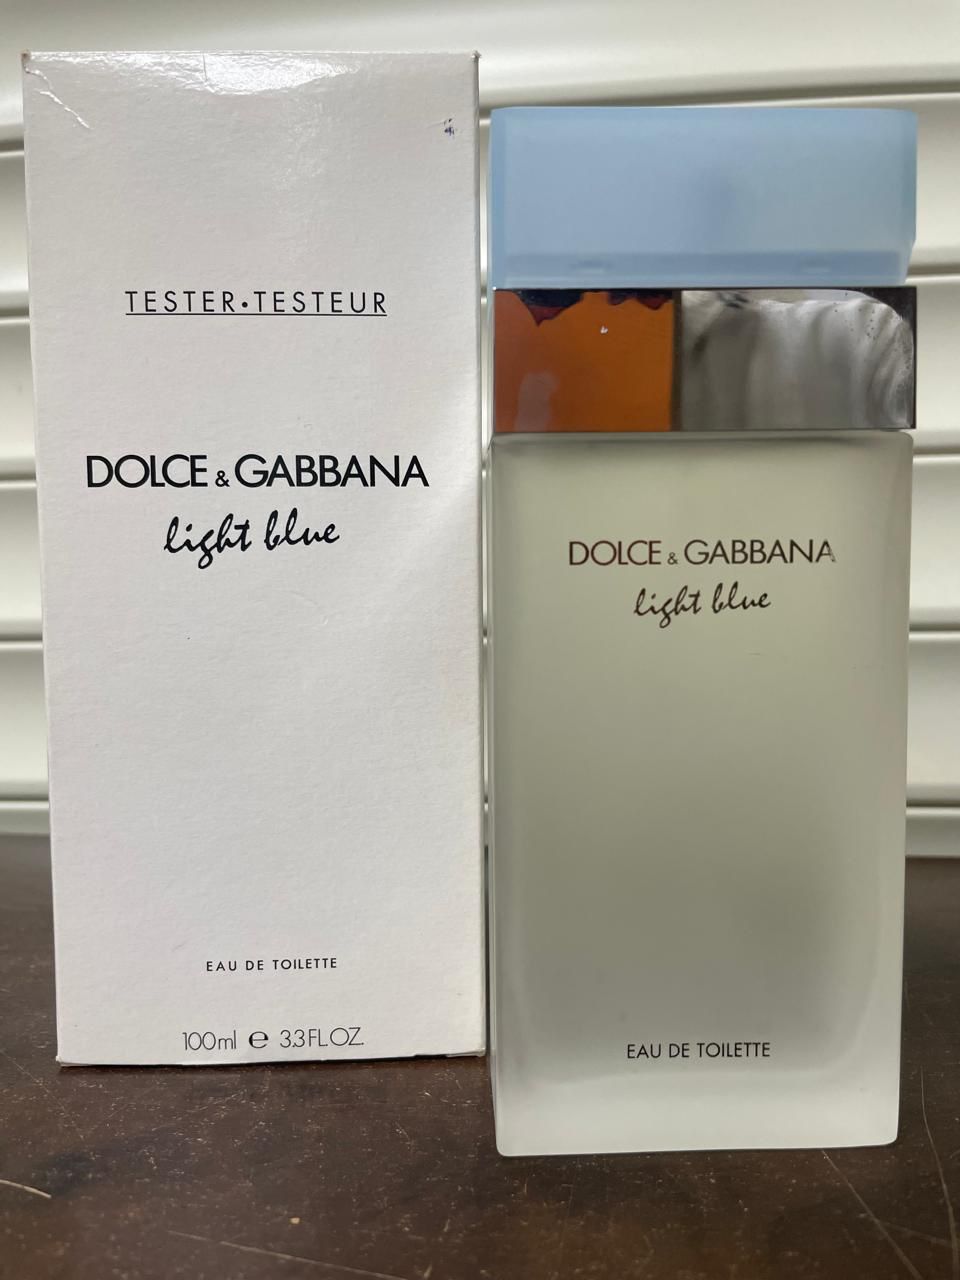 TESTER•TESTEUR
DOLCE & GABBANA
light blue
EAU DE TOILETTE
100ml ℮ 3.3 FL.OZ.
DOLCE & GABBANA
light blue
EAU DE TOILETTE